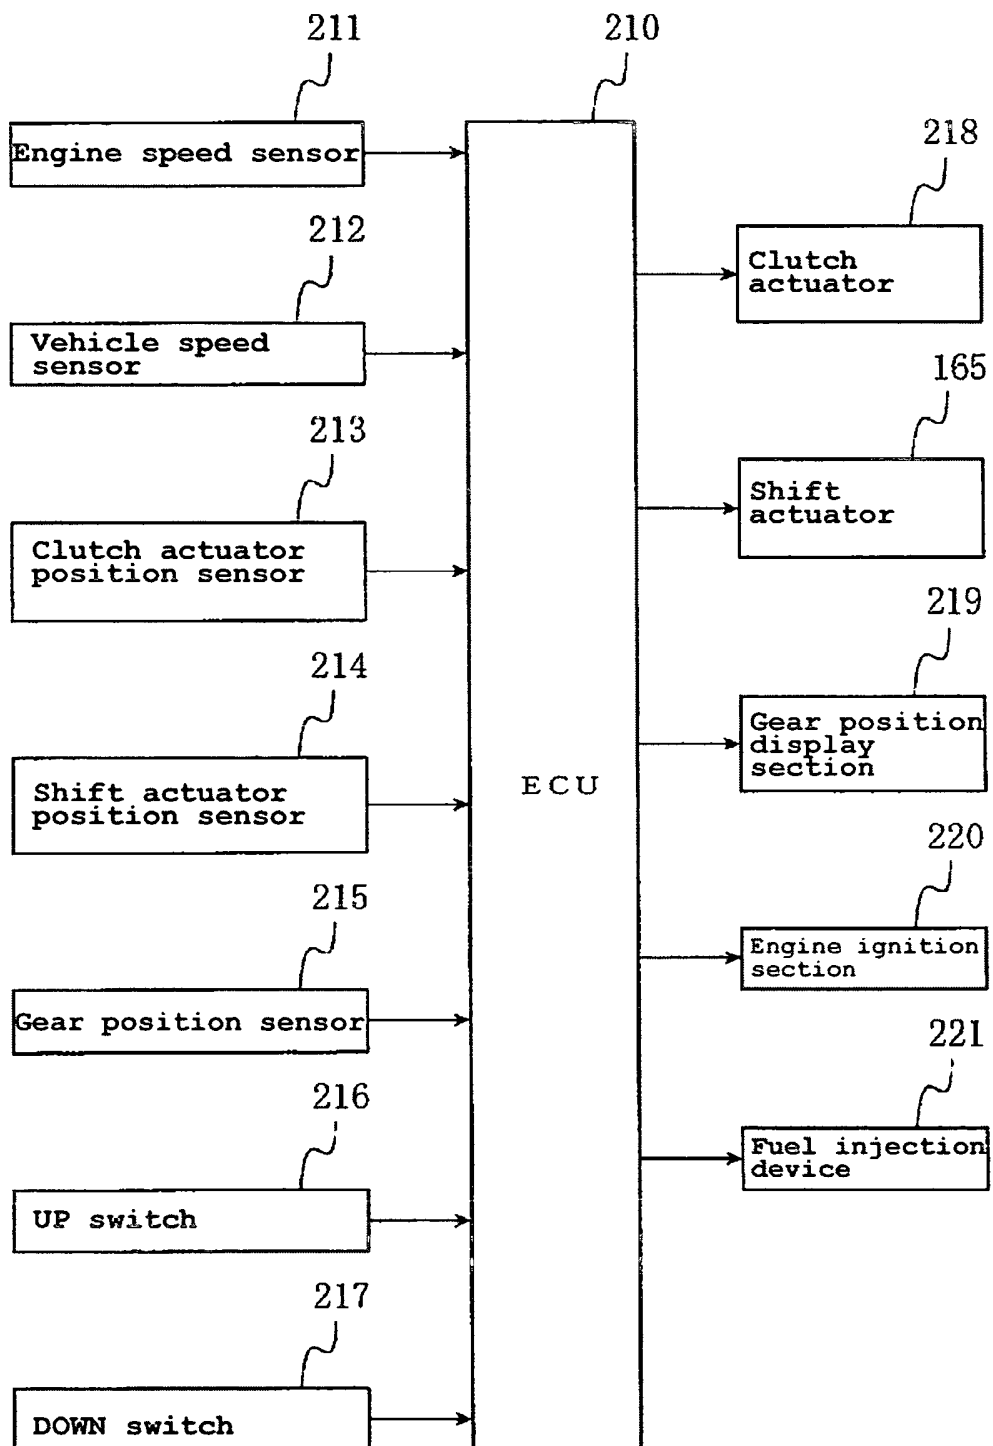 211
210
Engine speed sensor
218
212
Clutch
actuator
Vehicle speed
sensor
165
213
Shift
actuator
Clutch actuator
position sensor
219
214
Gear position
display
section
Shift actuator
position sensor
ECU
220
215
Engine ignition
section
Gear position sensor
221
216
Fuel injection
device
UP switch
217
DOWN switch